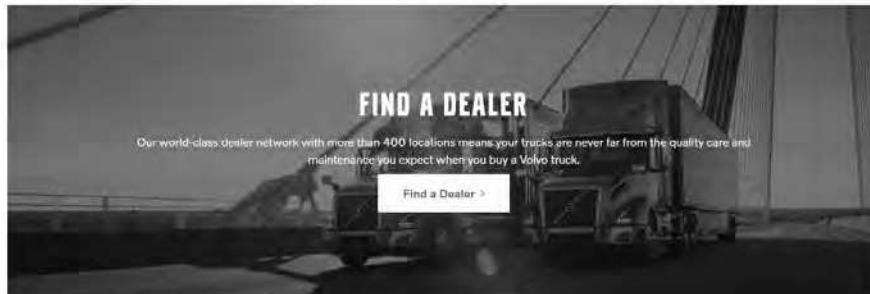 FIND A DEALER
Our world-class dealer network with more than 400 locations means your trucks are never far from the quality care and
maintenance you expect when you buy a Volvo truck.
Find a Dealer >